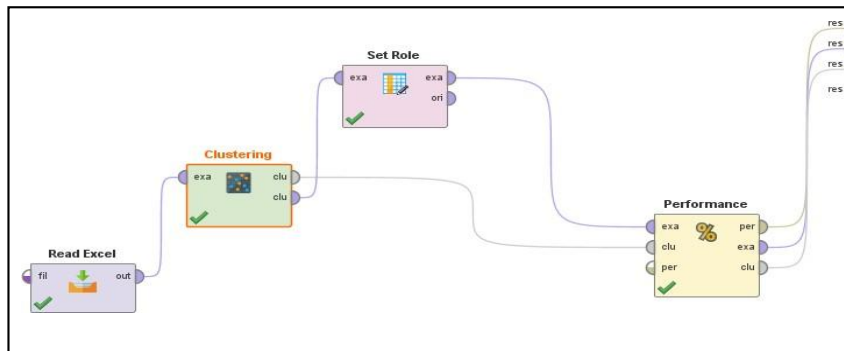 res
res
res
res
Set Role
exa exa
ori
Clustering
exa clu
clu
Performance
exa % per
clu exa
per clu
Read Excel
fil out